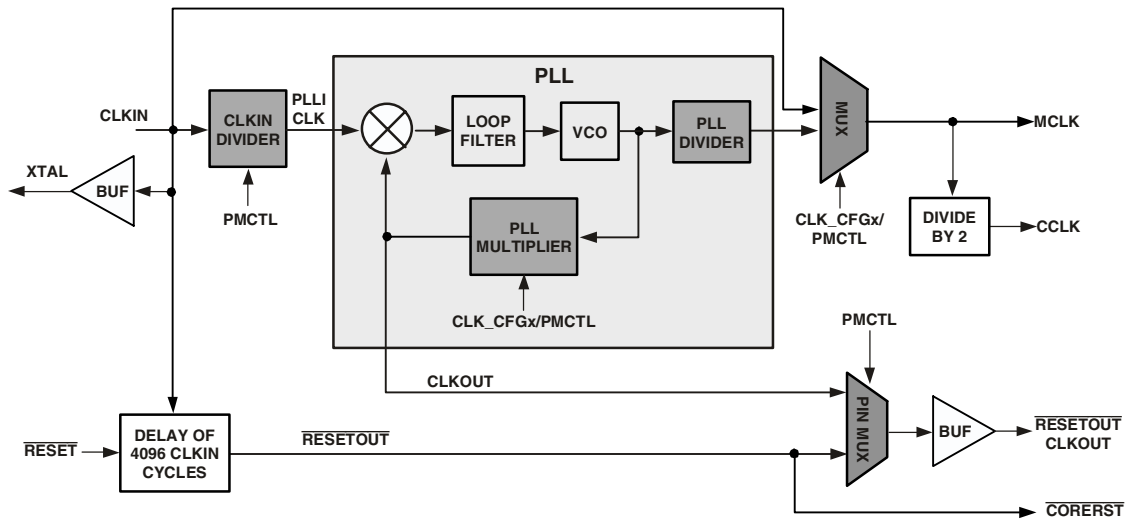 PLL
CLKIN
CLKIN
DIVIDER
PLLI
CLK
LOOP
FILTER
VCO
PLL
DIVIDER
MUX
MCLK
XTAL
BUF
PMCTL
PLL
MULTIPLIER
CLK_CFGx/
PMCTL
DIVIDE
BY 2
CCLK
CLK_CFGx/PMCTL
PMCTL
CLKOUT
PIN MUX
BUF
RESETOUT
CLKOUT
RESET
DELAY OF
4096 CLKIN
CYCLES
RESETOUT
CORERST